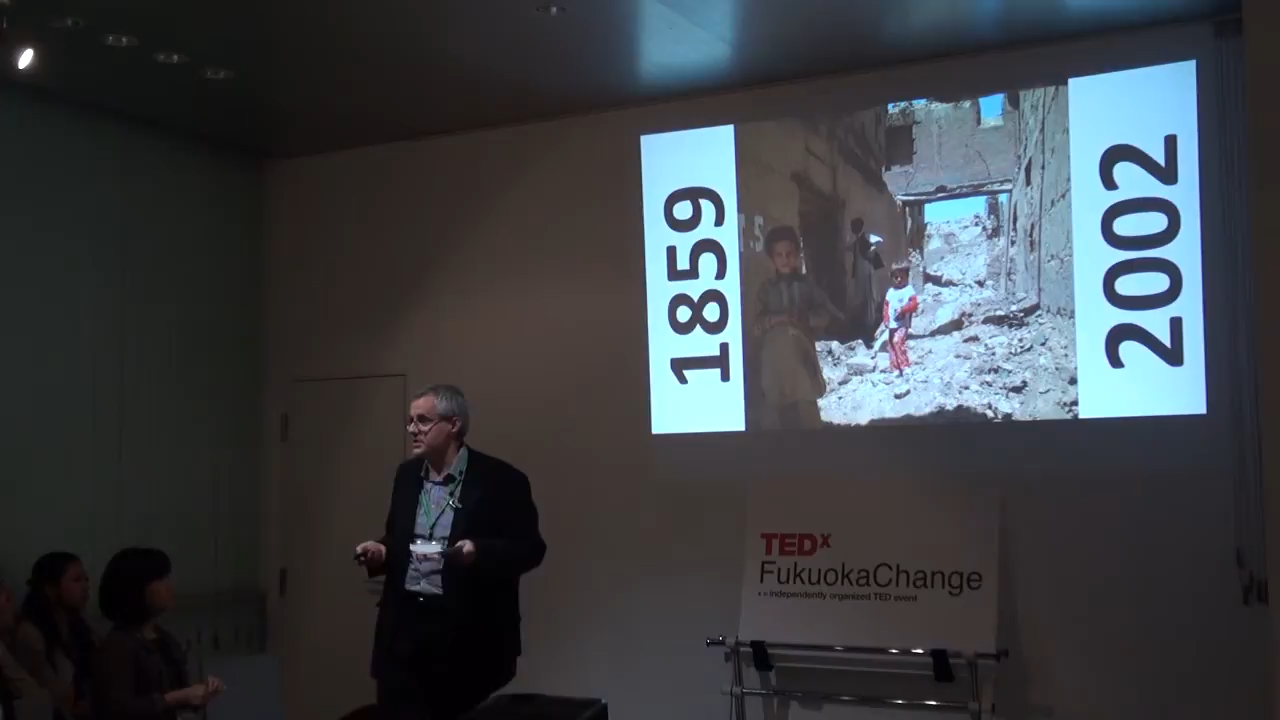 1859
2002
TEDx
FukuokaChange
x = independently organized TED event